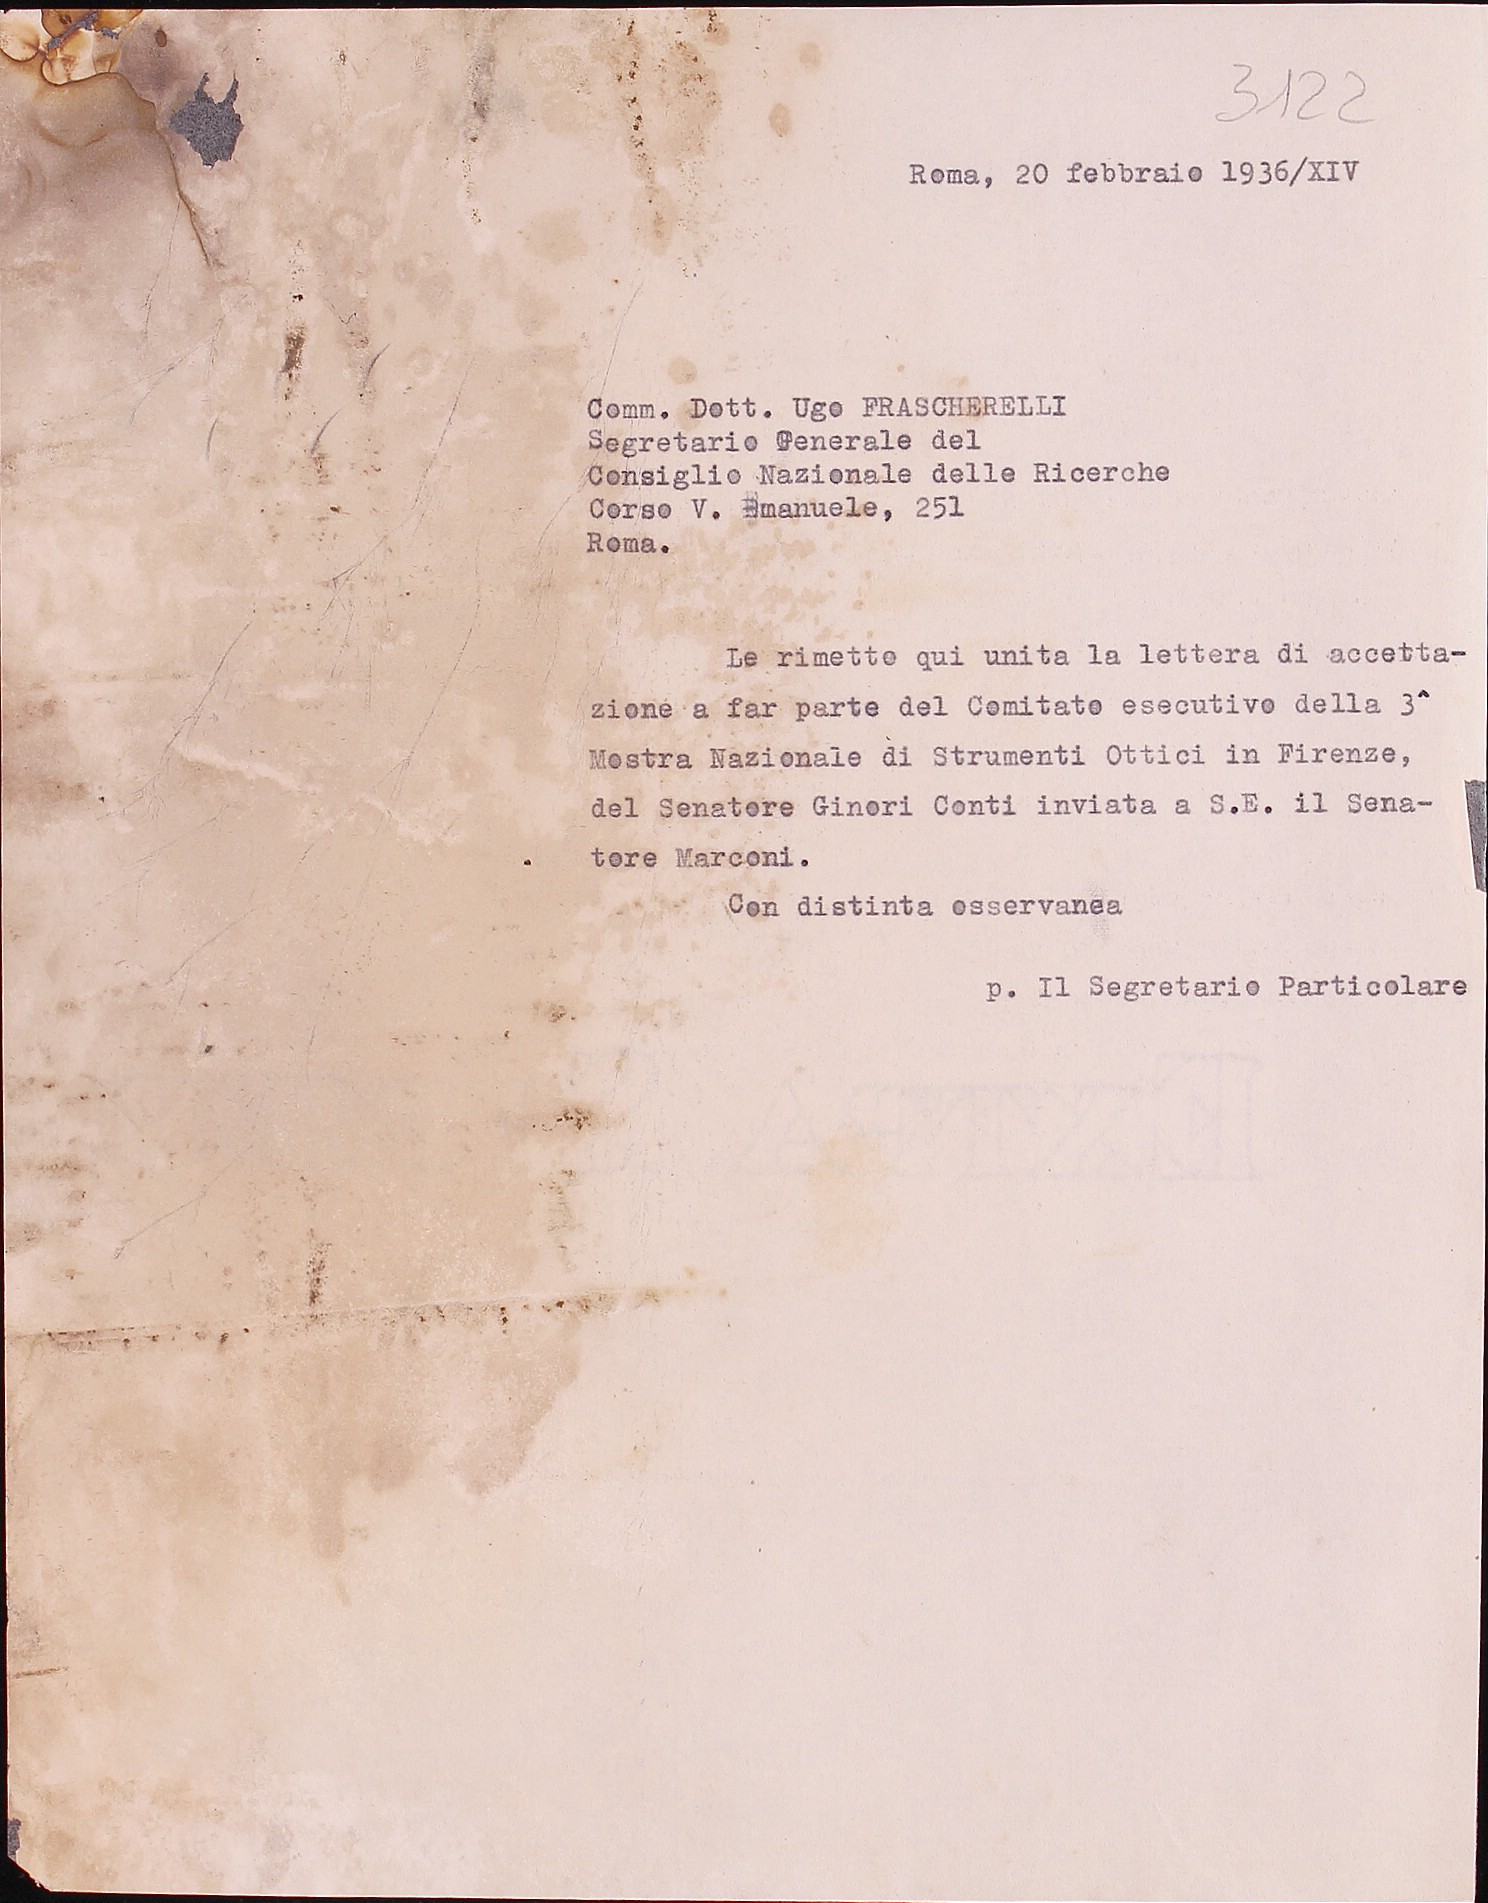 3122
Roma, 20 febbraio 1936/XIV
Comm. Dott. Ugo FRASCHERELLI
Segretario Generale del
Consiglio Nazionale delle Ricerche
Corso V. Emanuele, 251
Roma.
Le rimetto qui unita la lettera di accetta-
zione a far parte del Comitato esecutivo della 3^
Mostra Nazionale di Strumenti Ottici in Firenze,
del Senatore Ginori Conti inviata a S.E. il Sena-
tore Marconi.
Con distinta osservanza
p. Il Segretario Particolare